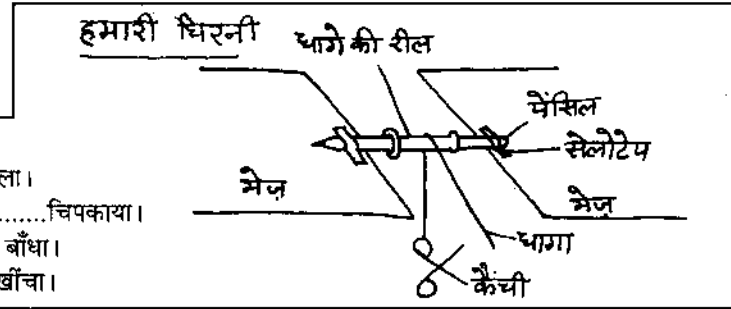 हमारी घिरनी
धागे की रील
पेंसिल
सेलोटेप
मेज़
मेज़
धागा
कैंची
ला।
........चिपकाया।
बाँधा।
खींचा।